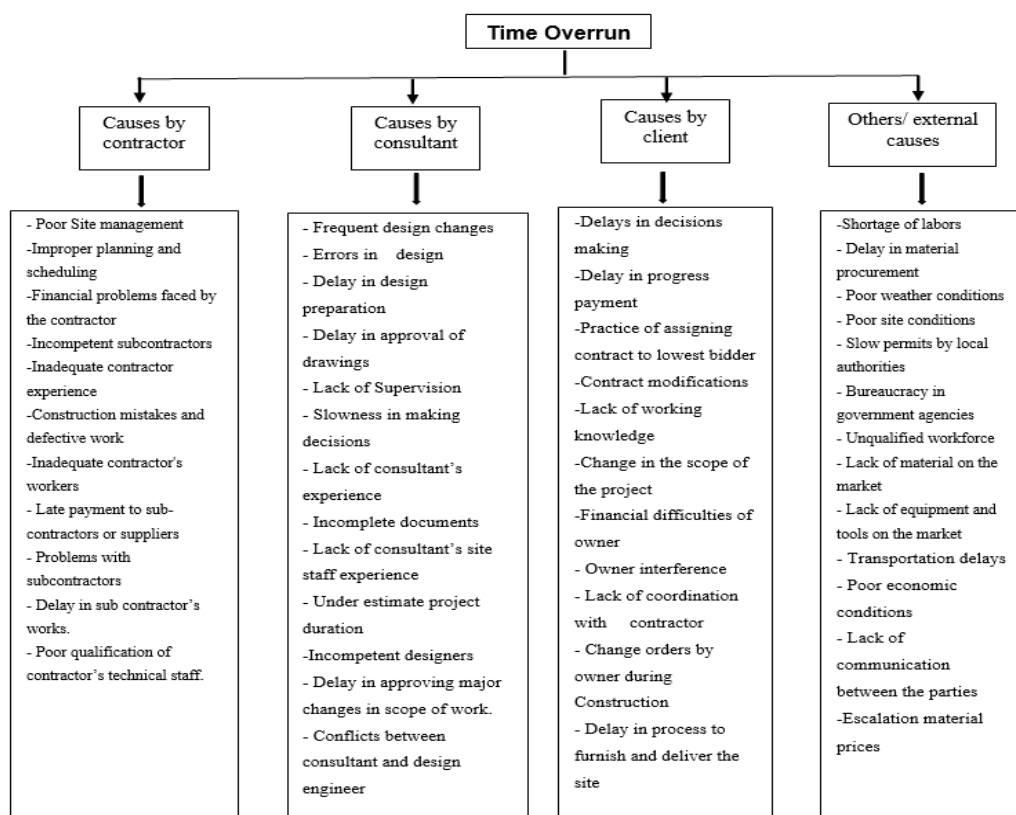 Time Overrun
Causes by
contractor
Causes by
consultant
Causes by
client
Others/ external
causes
- Poor Site management
-Improper planning and
scheduling
-Financial problems faced by
the contractor
-Incompetent subcontractors
-Inadequate contractor
experience
-Construction mistakes and
defective work
-Inadequate contractor's
workers
- Late payment to sub-
contractors or suppliers
- Problems with
subcontractors
- Delay in sub contractor’s
works.
- Poor qualification of
contractor’s technical staff.
- Frequent design changes
- Errors in design
- Delay in design
preparation
- Delay in approval of
drawings
- Lack of Supervision
- Slowness in making
decisions
- Lack of consultant’s
experience
- Incomplete documents
- Lack of consultant’s site
staff experience
- Under estimate project
duration
-Incompetent designers
- Delay in approving major
changes in scope of work.
- Conflicts between
consultant and design
engineer
-Delays in decisions
making
-Delay in progress
payment
-Practice of assigning
contract to lowest bidder
-Contract modifications
-Lack of working
knowledge
-Change in the scope of
the project
-Financial difficulties of
owner
- Owner interference
- Lack of coordination
with contractor
- Change orders by
owner during
Construction
- Delay in process to
furnish and deliver the
site
-Shortage of labors
- Delay in material
procurement
- Poor weather conditions
- Poor site conditions
- Slow permits by local
authorities
- Bureaucracy in
government agencies
- Unqualified workforce
- Lack of material on the
market
- Lack of equipment and
tools on the market
- Transportation delays
- Poor economic
conditions
- Lack of
communication
between the parties
-Escalation material
prices